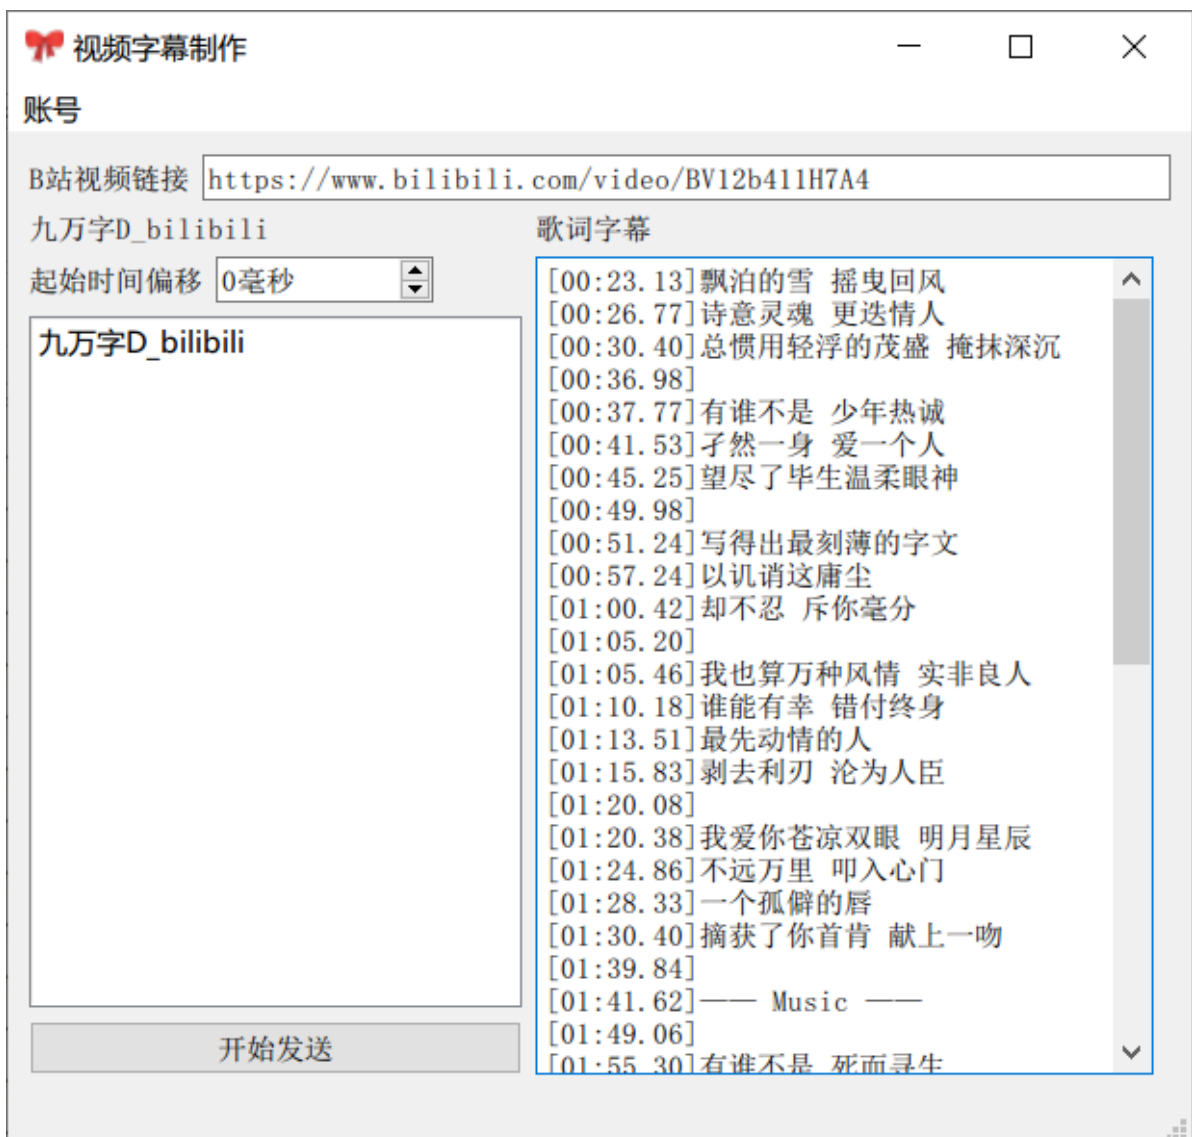 视频字幕制作
账号
B站视频链接 https://www.bilibili.com/video/BV12b411H7A4
九万字D_bilibili
起始时间偏移 0毫秒
九万字D_bilibili
开始发送
歌词字幕
[00:23.13]飘泊的雪 摇曳回风
[00:26.77]诗意灵魂 更迭情人
[00:30.40]总惯用轻浮的茂盛 掩抹深沉
[00:36.98]
[00:37.77]有谁不是 少年热诚
[00:41.53]孑然一身 爱一个人
[00:45.25]望尽了毕生温柔眼神
[00:49.98]
[00:51.24]写得出最刻薄的字文
[00:57.24]以讥诮这庸尘
[01:00.42]却不忍 斥你毫分
[01:05.20]
[01:05.46]我也算万种风情 实非良人
[01:10.18]谁能有幸 错付终身
[01:13.51]最先动情的人
[01:15.83]剥去利刃 沦为人臣
[01:20.08]
[01:20.38]我爱你苍凉双眼 明月星辰
[01:24.86]不远万里 叩入心门
[01:28.33]一个孤僻的唇
[01:30.40]摘获了你首肯 献上一吻
[01:39.84]
[01:41.62]—— Music ——
[01:49.06]
[01:55.30]有谁不是 死而寻生